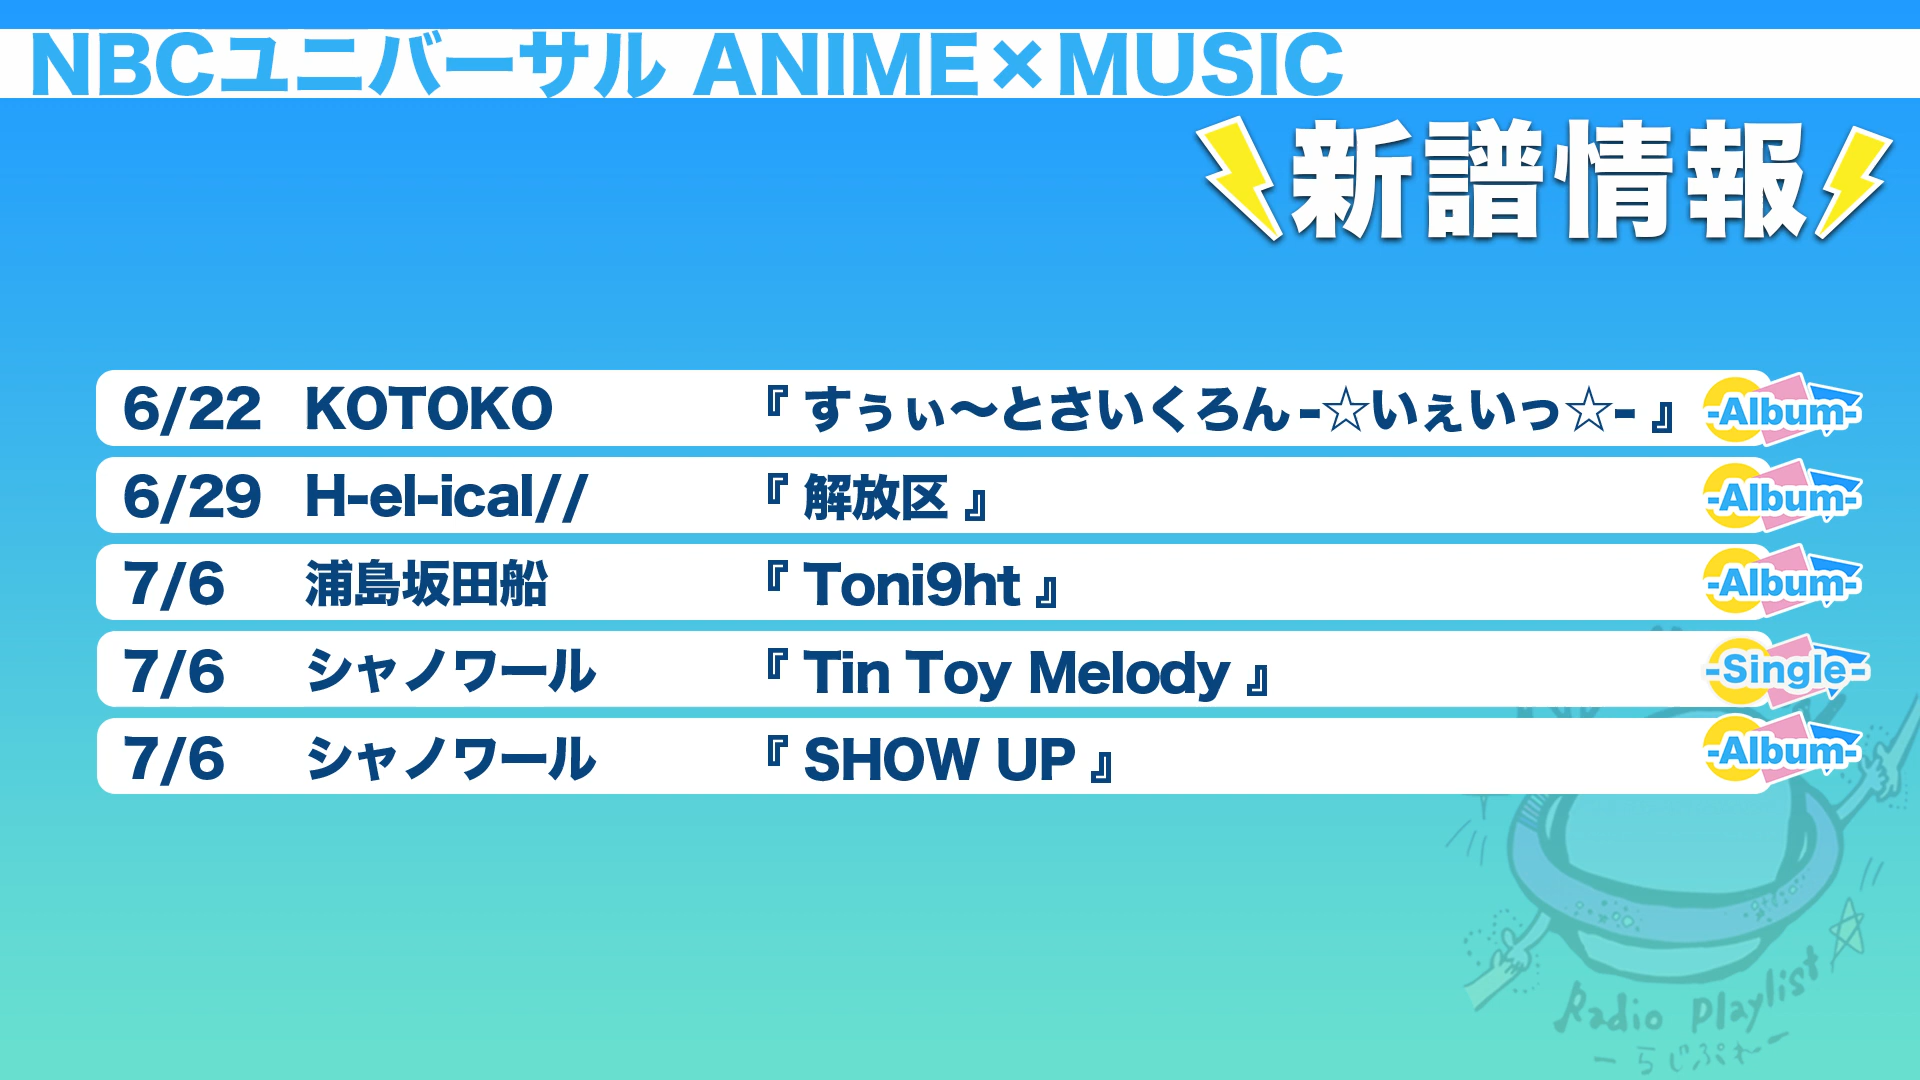 NBCユニバーサル ANIME×MUSIC
新譜情報
6/22 KOTOKO 『 すぅぃ〜とさいくろん-☆いぇいっ☆- 』 -Album-
6/29 H-el-ical// 『 解放区 』 -Album-
7/6 浦島坂田船 『 Toni9ht 』 -Album-
7/6 シャノワール 『 Tin Toy Melody 』 -Single-
7/6 シャノワール 『 SHOW UP 』 -Album-
Radio Playlist
ーらじぷれー